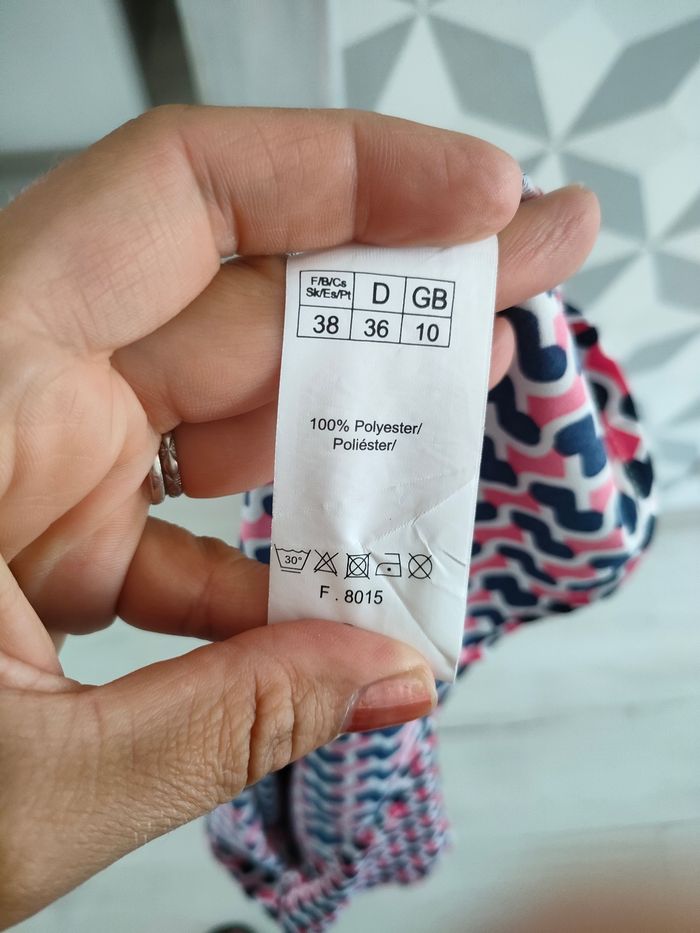 F/B/Cs D GB
Sk/Es/Pt
38 36 10
100% Polyester/
Poliéster/
30°
F . 8015